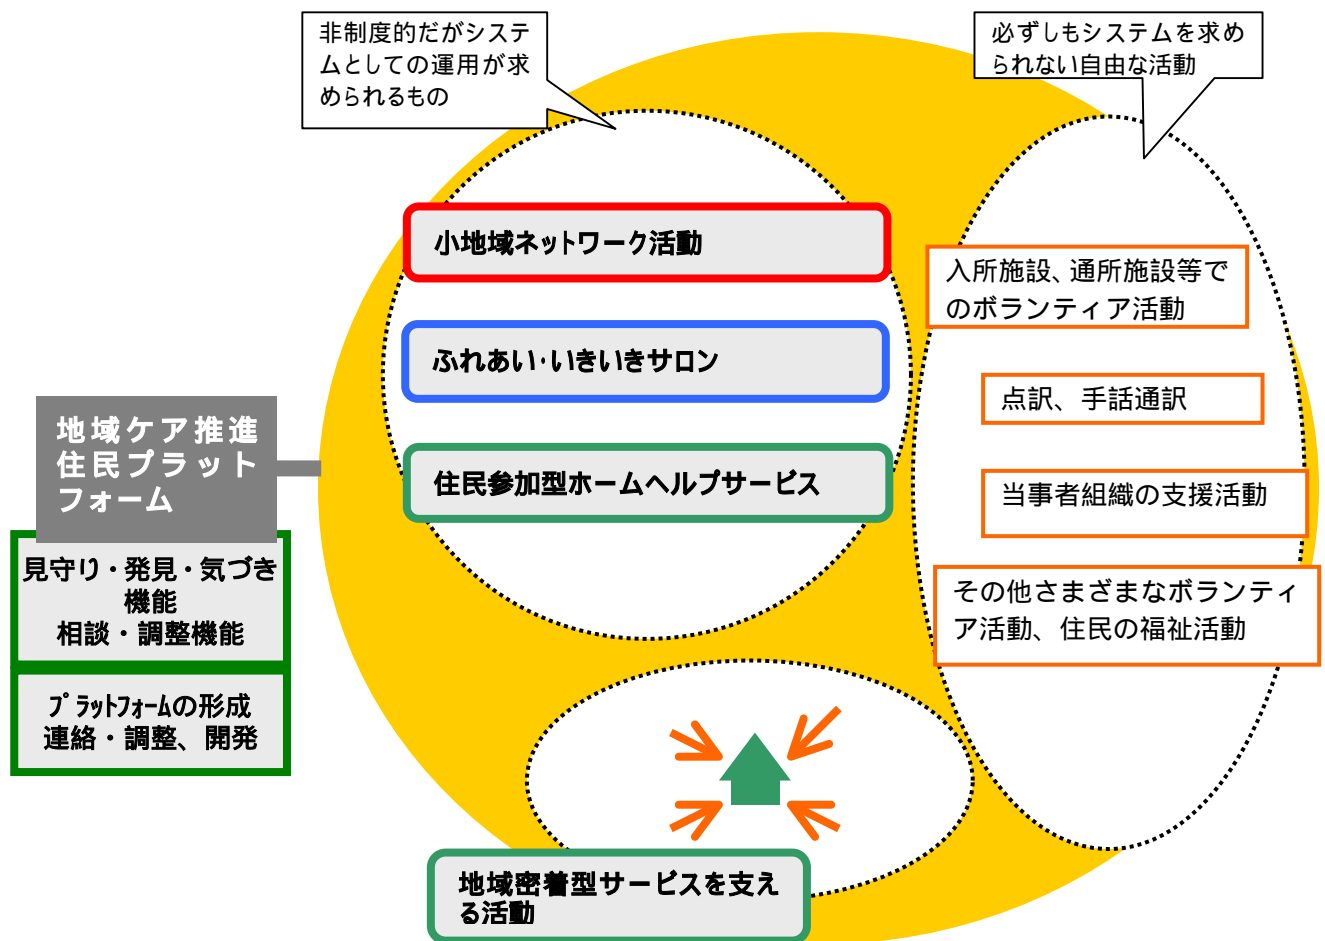 非制度的だがシステ
ムとしての運用が求
められるもの
必ずしもシステムを求め
られない自由な活動
小地域ネットワーク活動
ふれあい・いきいきサロン
住民参加型ホームヘルプサービス
入所施設、通所施設等で
のボランティア活動
点訳、手話通訳
当事者組織の支援活動
その他さまざまなボランティ
ア活動、住民の福祉活動
地域ケア推進
住民プラット
フォーム
見守り・発見・気づき
機能
相談・調整機能
プラットフォームの形成
連絡・調整、開発
地域密着型サービスを支え
る活動